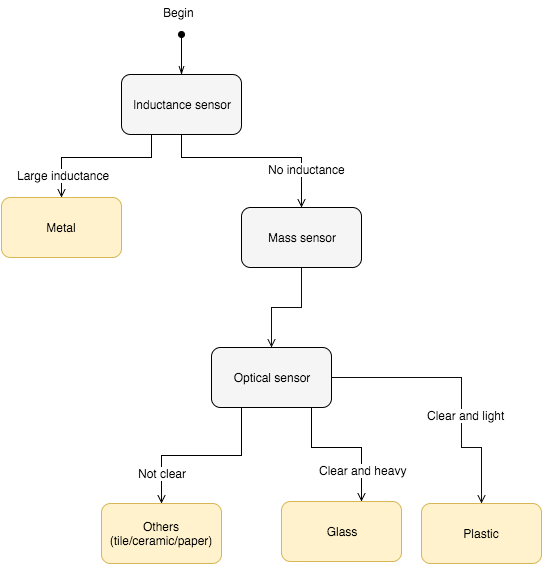 Begin
Inductance sensor
Large inductance
No inductance
Metal
Mass sensor
Optical sensor
Clear and light
Not clear
Clear and heavy
Others
(tile/ceramic/paper)
Glass
Plastic